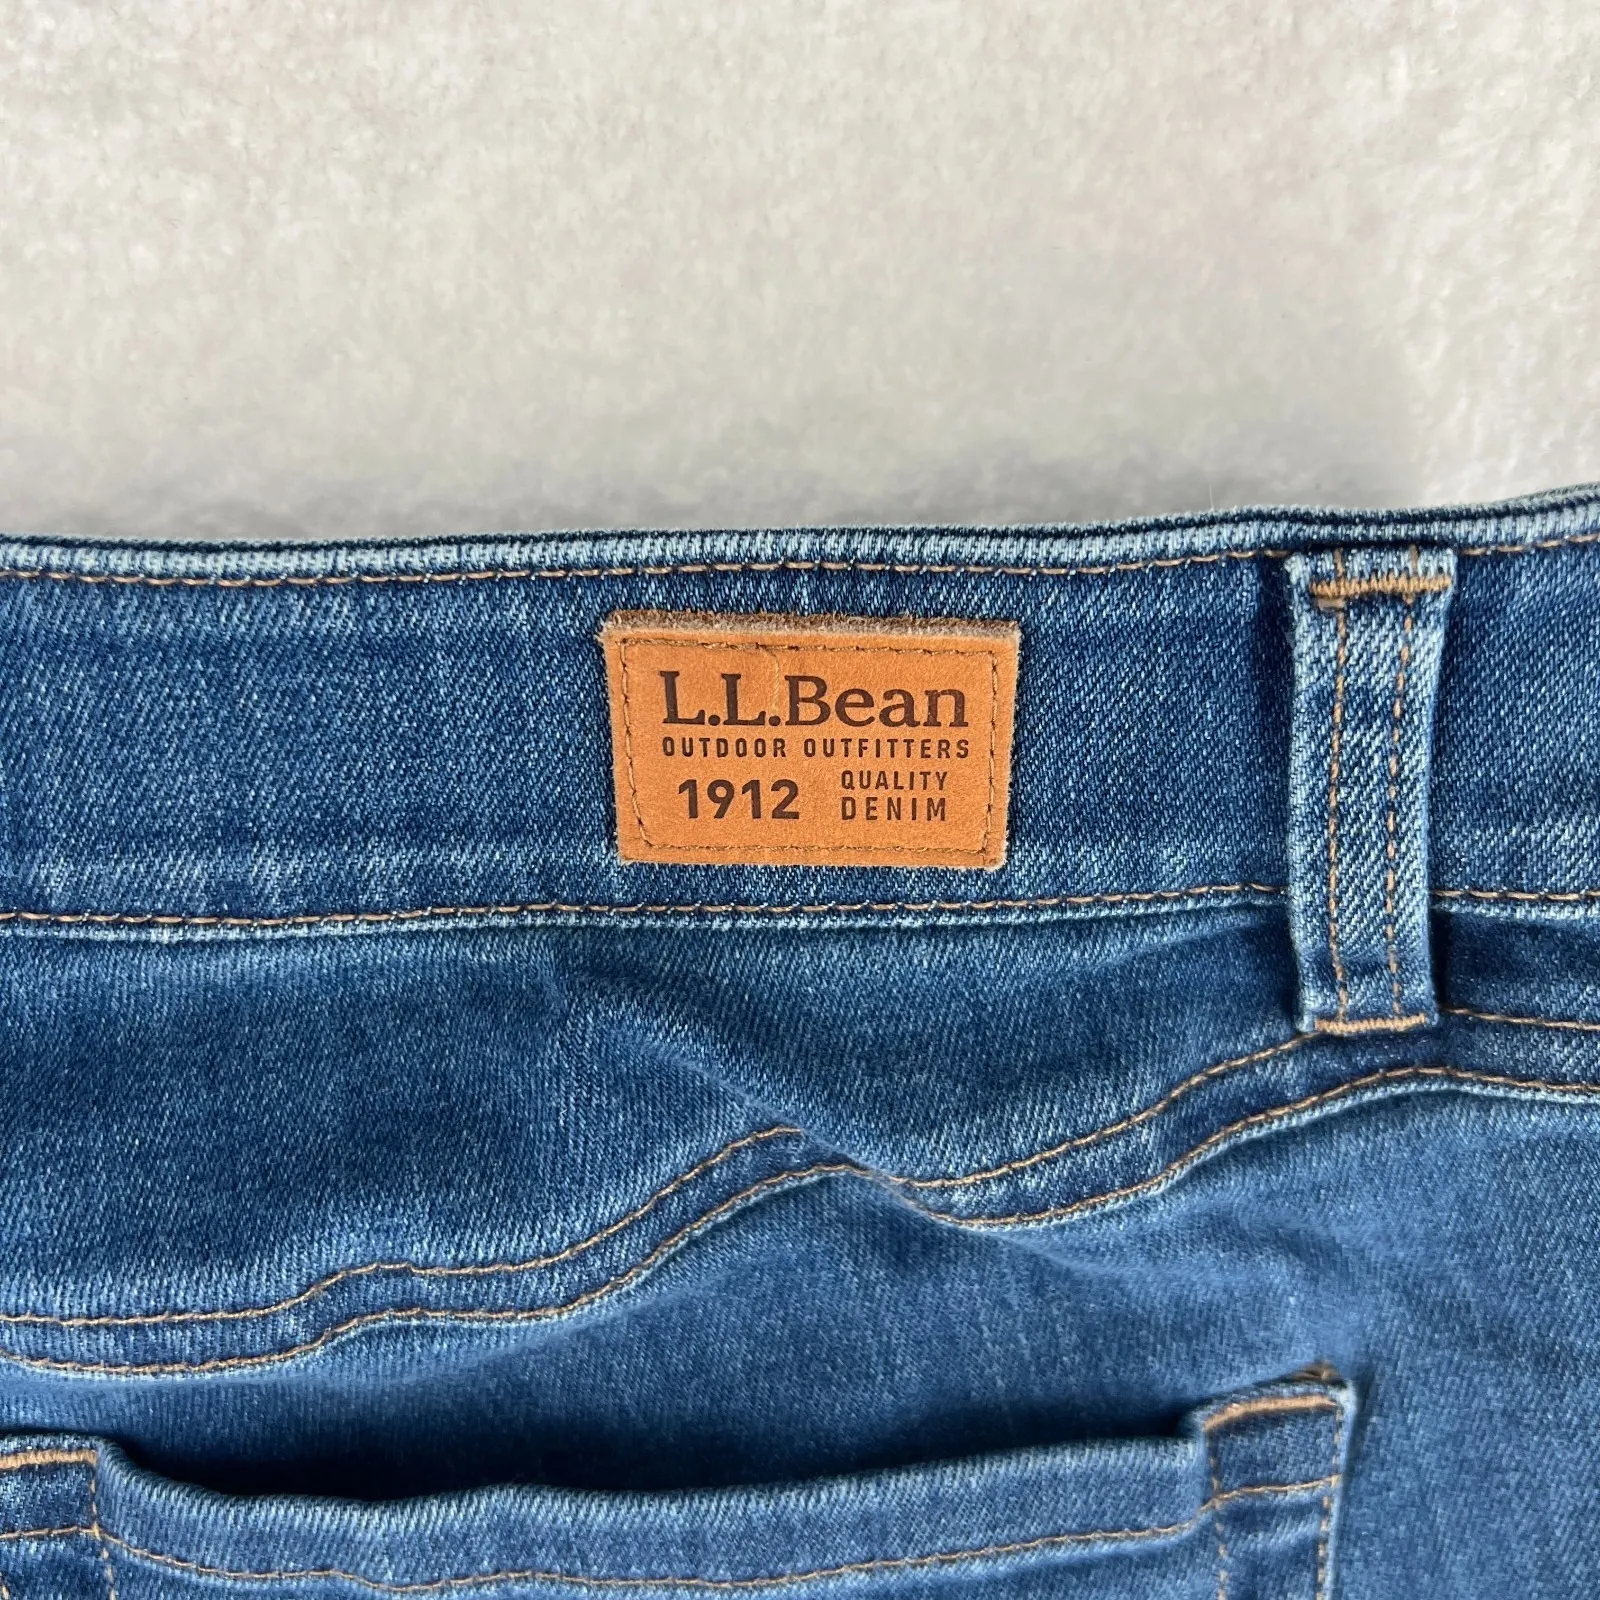 L.L.Bean
OUTDOOR OUTFITTERS
1912
QUALITY
DENIM